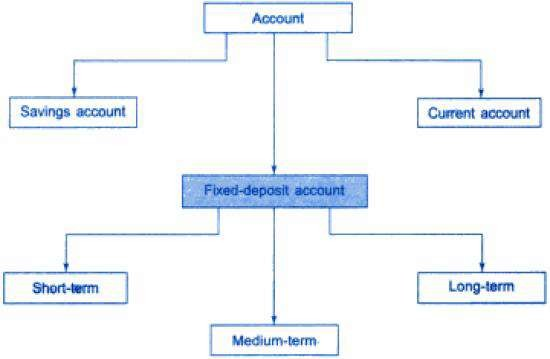 Account
Savings account
Current account
Fixed-deposit account
Short-term
Long-term
Medium-term